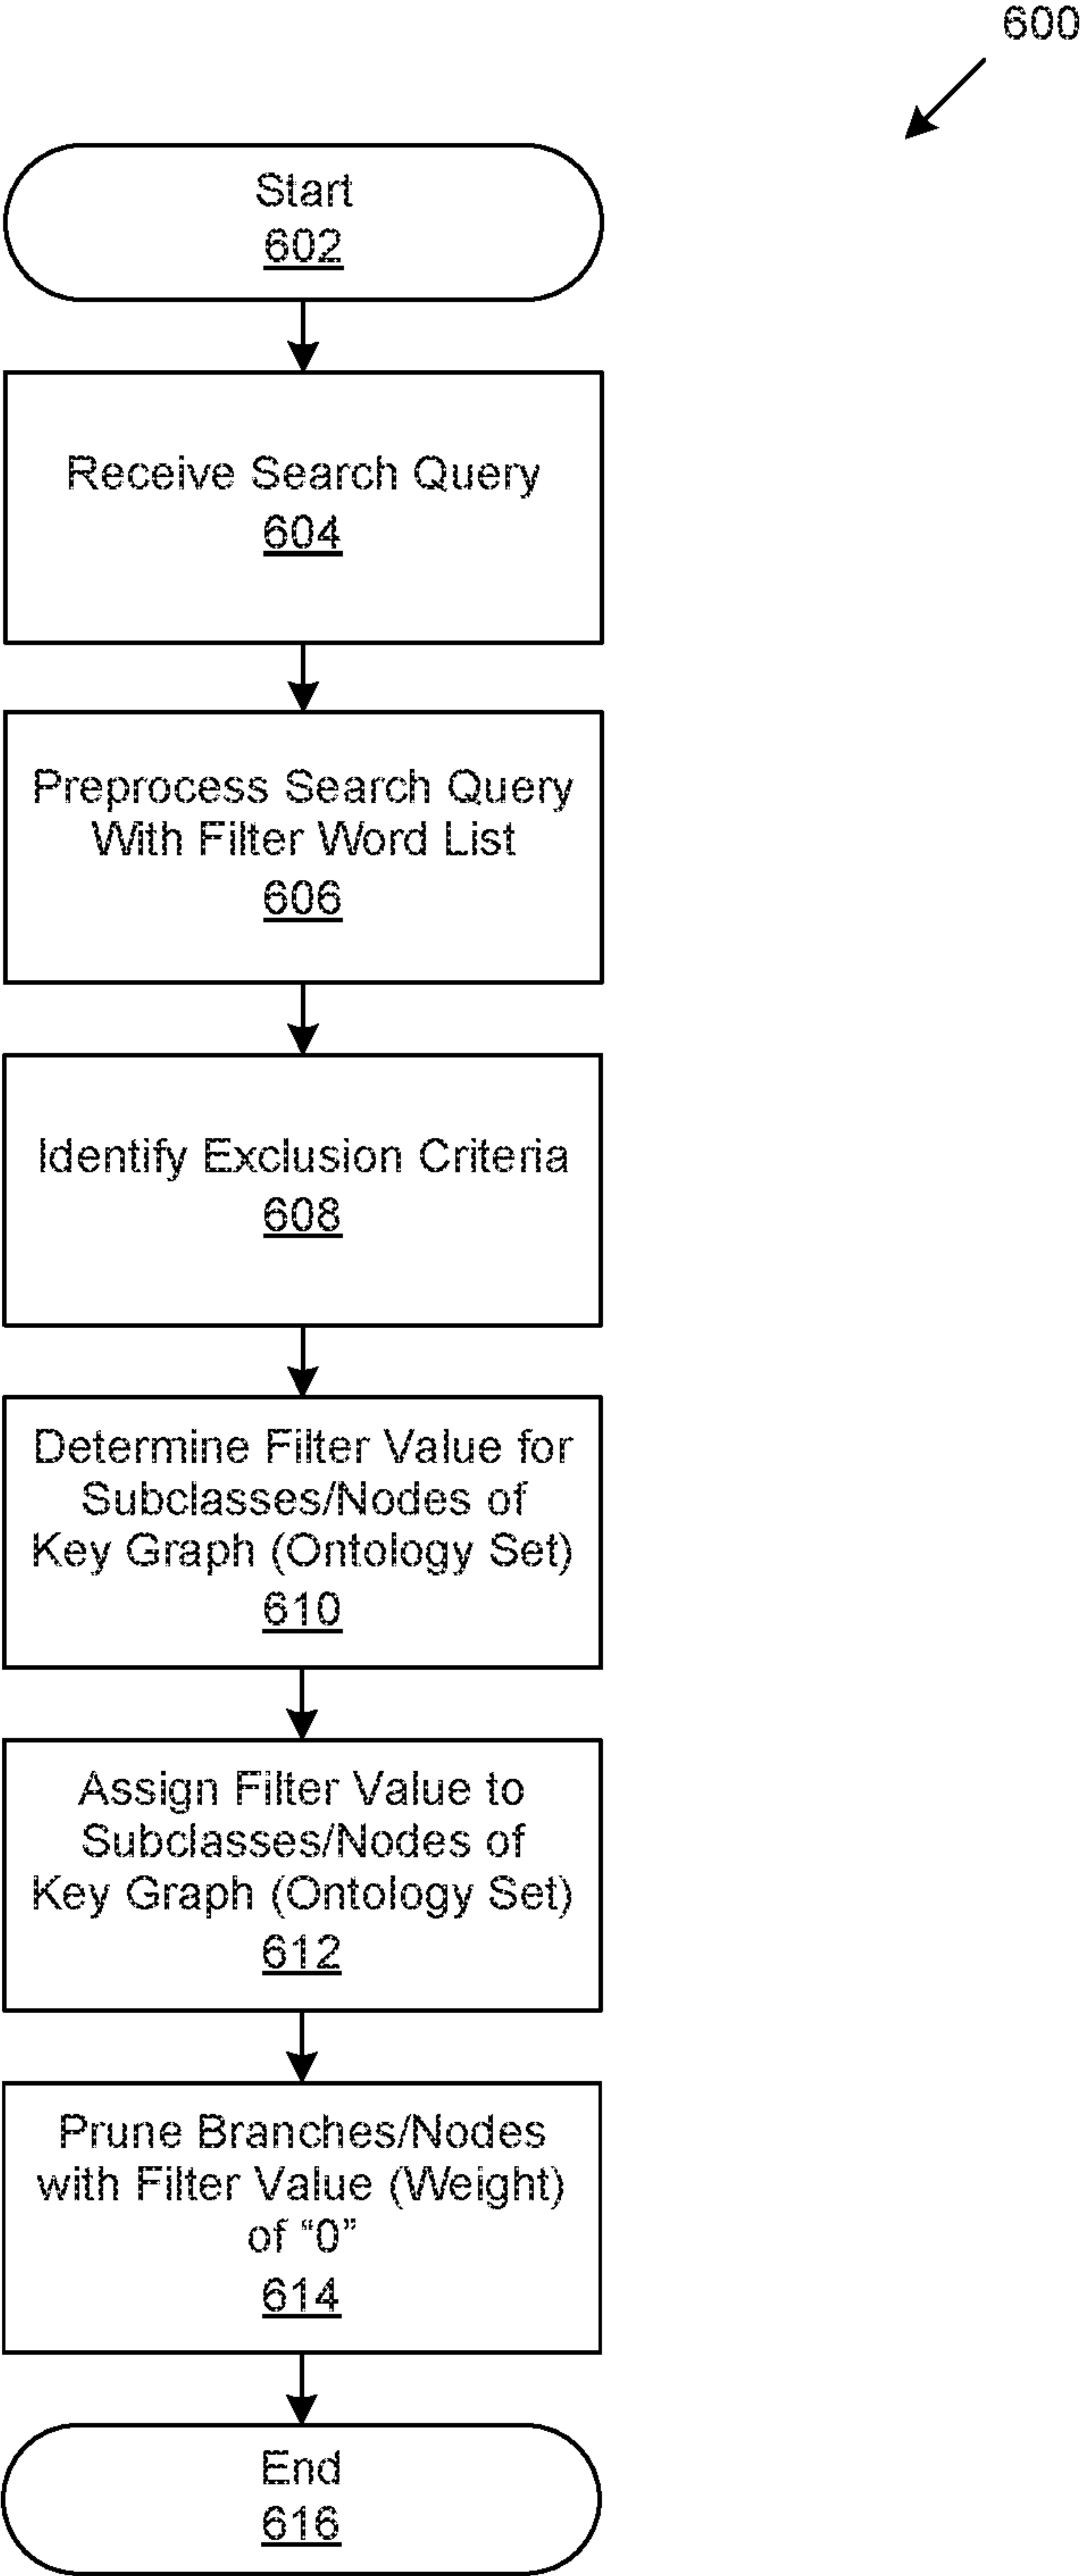 600
Start
602
Receive Search Query
604
Preprocess Search Query
With Filter Word List
606
Identify Exclusion Criteria
608
Determine Filter Value for
Subclasses/Nodes of
Key Graph (Ontology Set)
610
Assign Filter Value to
Subclasses/Nodes of
Key Graph (Ontology Set)
612
Prune Branches/Nodes
with Filter Value (Weight)
of “0”
614
End
616